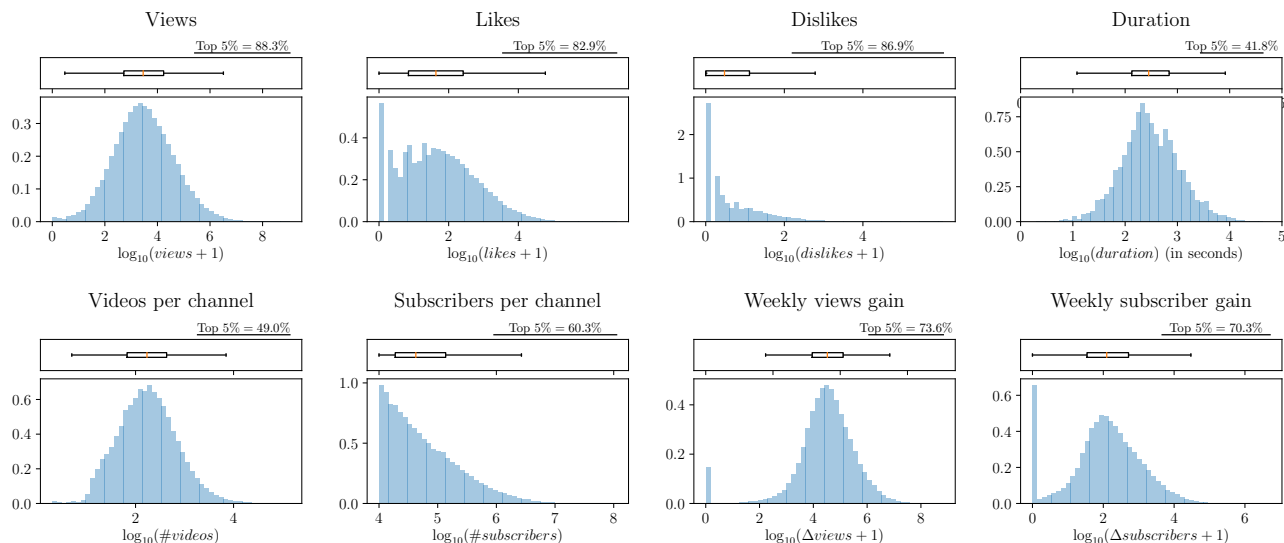 Views
Likes
Dislikes
Duration
Top 5% = 88.3%
Top 5% = 82.9%
Top 5% = 86.9%
Top 5% = 41.8%
0.3
0.2
0.1
0.0
0 2 4 6 8
log₁₀(views + 1)
0.4
0.2
0.0
0 2 4
log₁₀(likes + 1)
2
1
0
0 2 4
log₁₀(dislikes + 1)
0.75
0.50
0.25
0.00
0 1 2 3 4 5
log₁₀(duration) (in seconds)
Videos per channel
Subscribers per channel
Weekly views gain
Weekly subscriber gain
Top 5% = 49.0%
Top 5% = 60.3%
Top 5% = 73.6%
Top 5% = 70.3%
0.6
0.4
0.2
0.0
2 4
log₁₀(#videos)
1.0
0.5
0.0
4 5 6 7 8
log₁₀(#subscribers)
0.4
0.2
0.0
0 2 4 6 8
log₁₀(Δviews + 1)
0.6
0.4
0.2
0.0
0 2 4 6
log₁₀(Δsubscribers + 1)